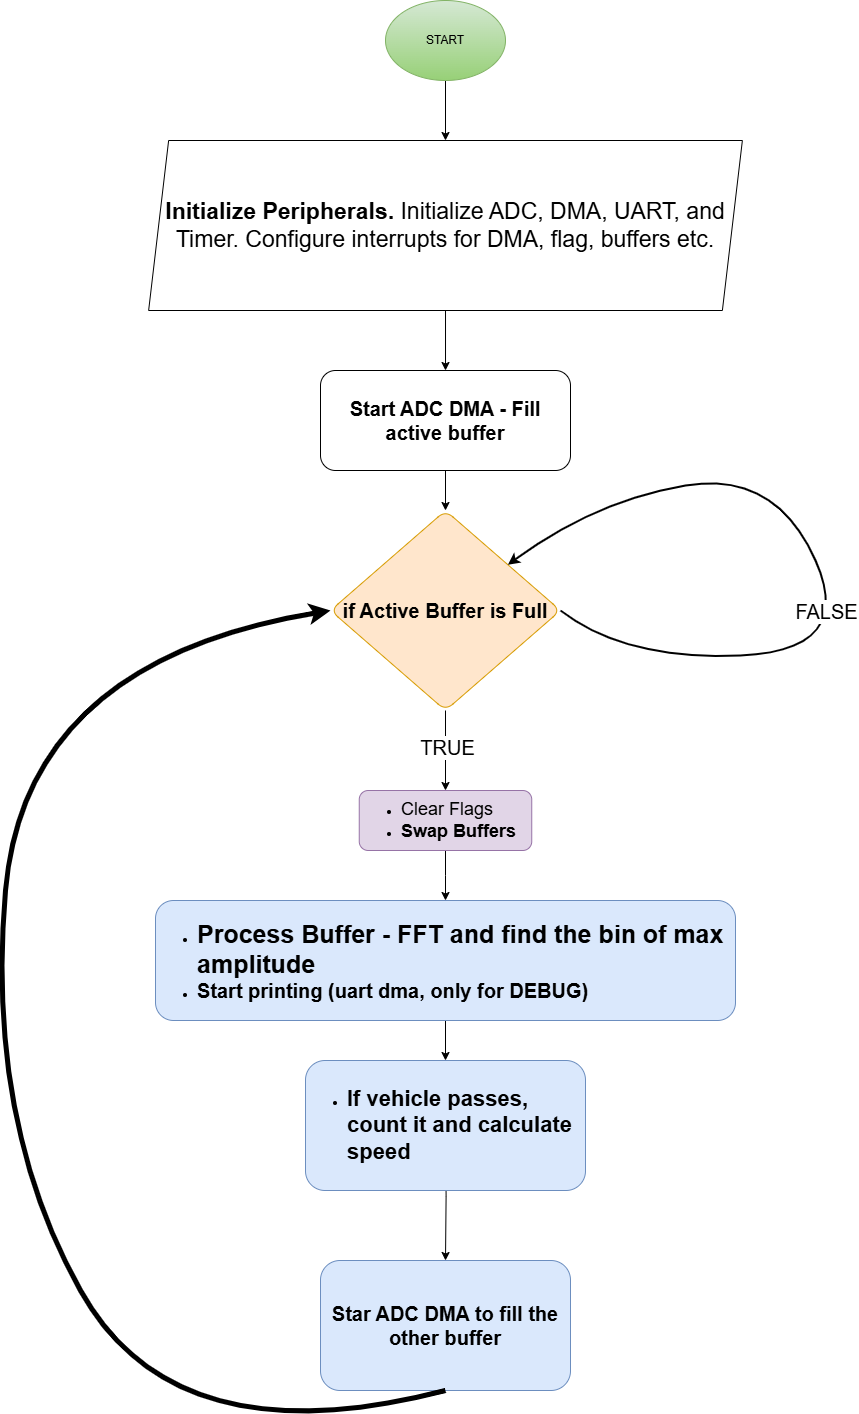 START
Initialize Peripherals. Initialize ADC, DMA, UART, and
Timer. Configure interrupts for DMA, flag, buffers etc.
Start ADC DMA - Fill
active buffer
if Active Buffer is Full
FALSE
TRUE
• Clear Flags
• Swap Buffers
• Process Buffer - FFT and find the bin of max
amplitude
• Start printing (uart dma, only for DEBUG)
• If vehicle passes,
count it and calculate
speed
Star ADC DMA to fill the
other buffer